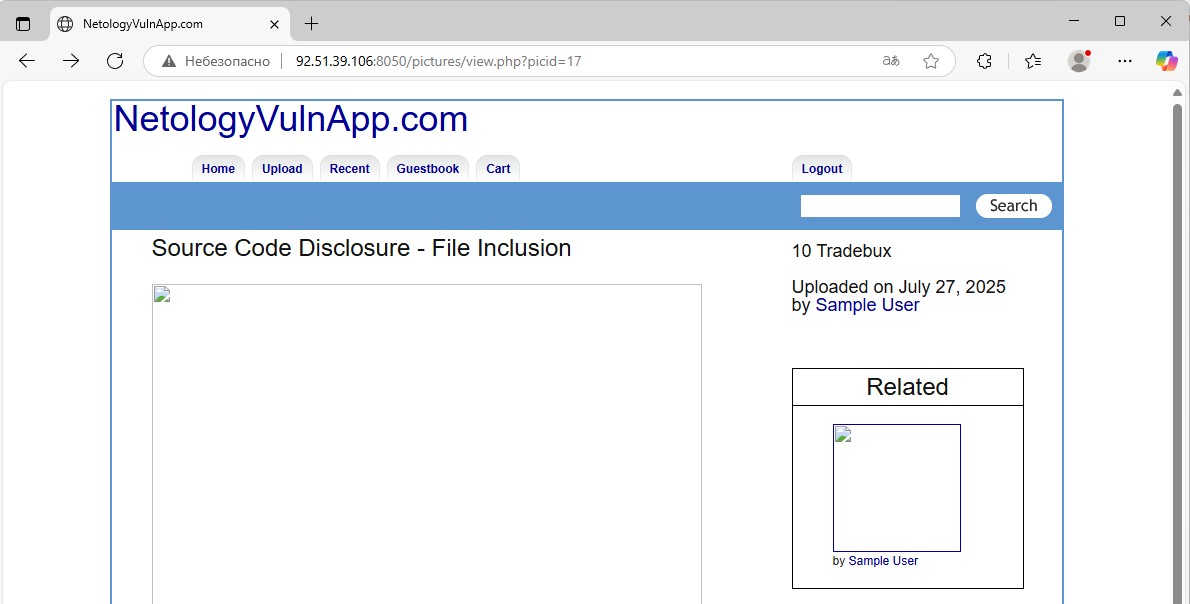 NetologyVulnApp.com
Небезопасно
92.51.39.106:8050/pictures/view.php?picid=17
аあ
NetologyVulnApp.com
Home Upload Recent Guestbook Cart Logout
Search
Source Code Disclosure - File Inclusion
10 Tradebux
Uploaded on July 27, 2025
by Sample User
Related
by Sample User